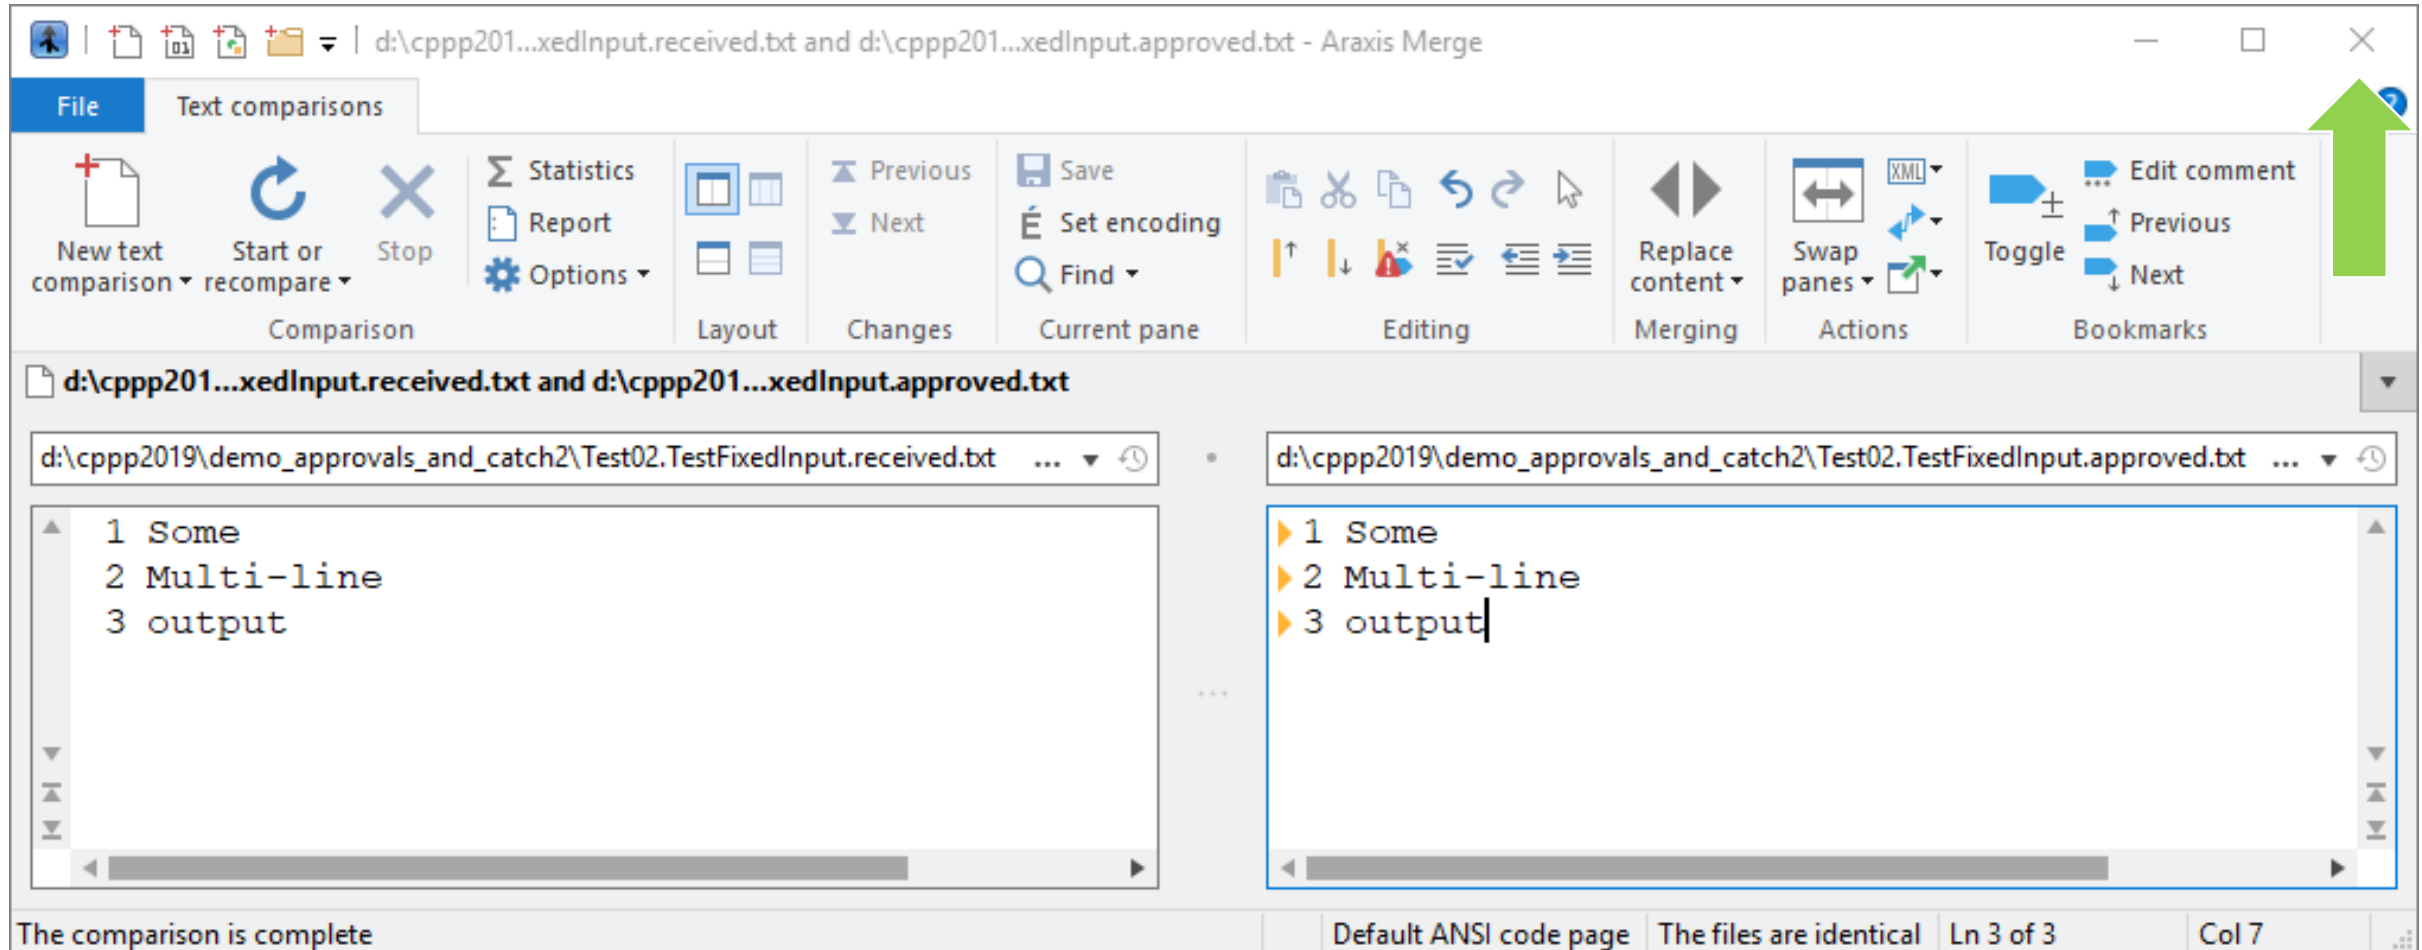 d:\cppp201...xedInput.received.txt and d:\cppp201...xedInput.approved.txt - Araxis Merge
File
Text comparisons
New text comparison
Start or recompare
Stop
Statistics
Report
Options
Comparison
Layout
Previous
Next
Changes
Save
É Set encoding
Find
Current pane
Editing
Replace content
Merging
Swap panes
XML
Actions
Toggle
Edit comment
Previous
Next
Bookmarks
d:\cppp201...xedInput.received.txt and d:\cppp201...xedInput.approved.txt
d:\cppp2019\demo_approvals_and_catch2\Test02.TestFixedInput.received.txt ...
d:\cppp2019\demo_approvals_and_catch2\Test02.TestFixedInput.approved.txt ...
1 Some
2 Multi-line
3 output
1 Some
2 Multi-line
3 output
The comparison is complete
Default ANSI code page
The files are identical
Ln 3 of 3
Col 7